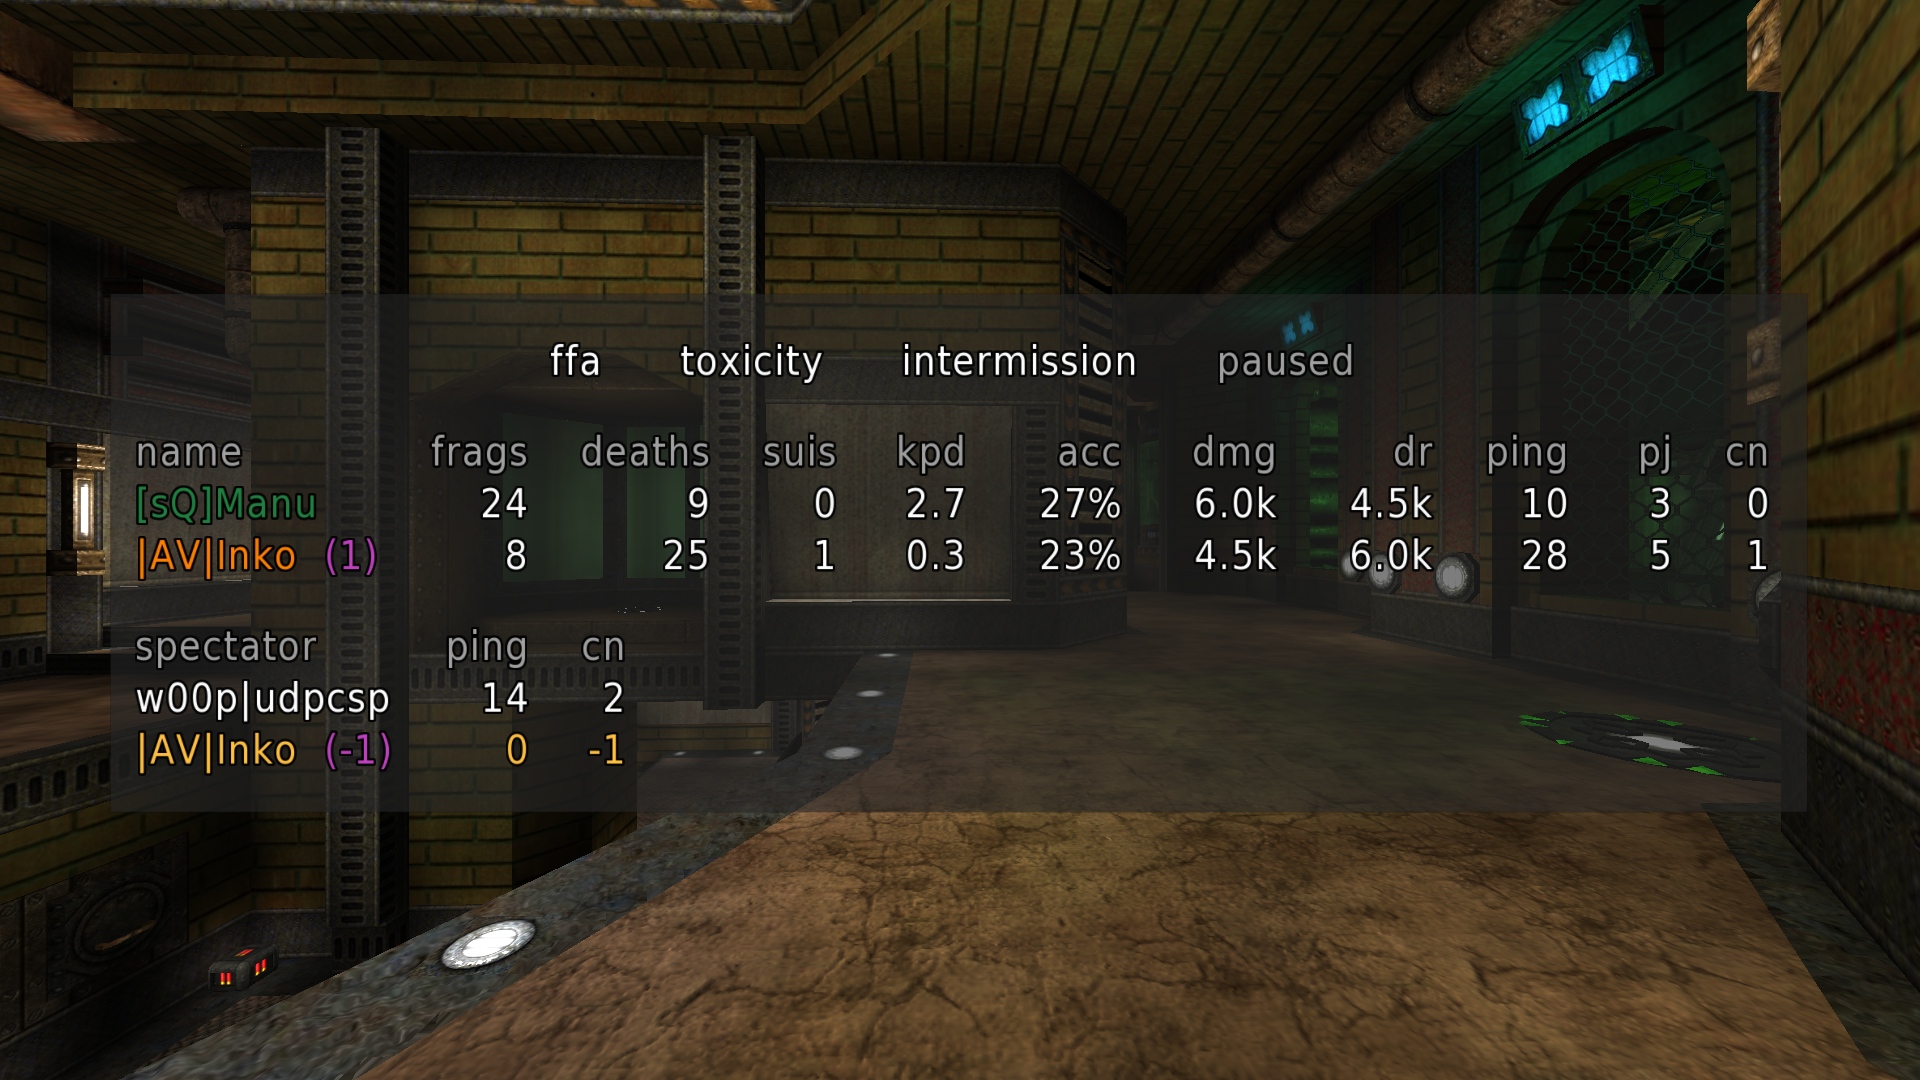 ffa toxicity intermission paused
name frags deaths suis kpd acc dmg dr ping pj cn
[sQ]Manu 24 9 0 2.7 27% 6.0k 4.5k 10 3 0
|AV|Inko (1) 8 25 1 0.3 23% 4.5k 6.0k 28 5 1
spectator ping cn
w00p|udpcsp 14 2
|AV|Inko (-1) 0 -1